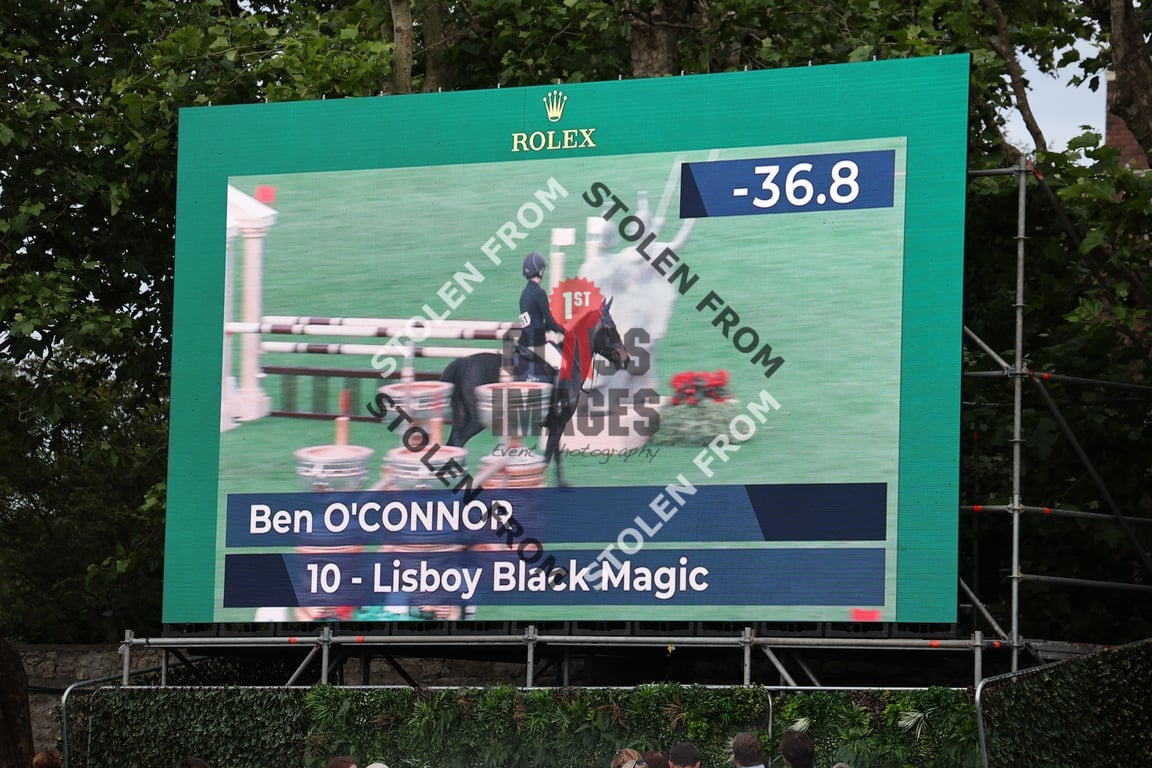 ROLEX
-36.8
STOLEN FROM
STOLEN FROM
STOLEN FROM
1ST
CLASS
IMAGES
Event Photography
STOLEN FROM
STOLEN FROM
Ben O'CONNOR
10 - Lisboy Black Magic